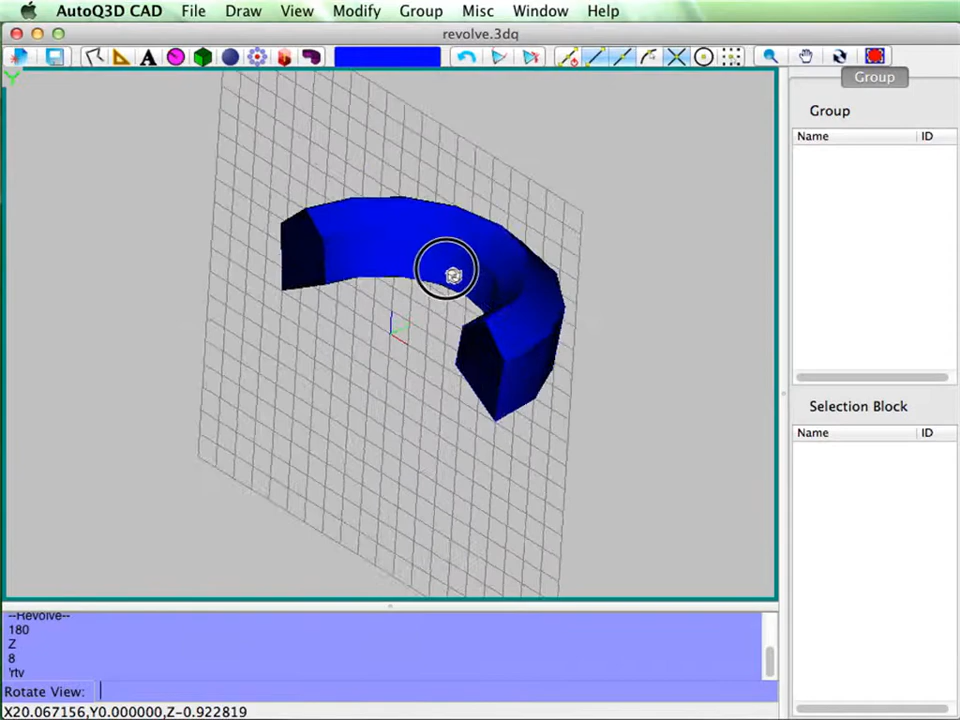 AutoQ3D CAD File Draw View Modify Group Misc Window Help
revolve.3dq
Group
Group
Name ID
Selection Block
Name ID
Y
--Revolve--
180
Z
8
'rtv
Rotate View:
X20.067156,Y0.000000,Z-0.922819